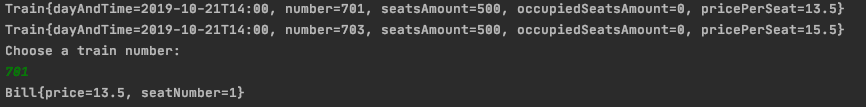 Train{dayAndTime=2019-10-21T14:00, number=701, seatsAmount=500, occupiedSeatsAmount=0, pricePerSeat=13.5}
Train{dayAndTime=2019-10-21T14:00, number=703, seatsAmount=500, occupiedSeatsAmount=0, pricePerSeat=15.5}
Choose a train number:
701
Bill{price=13.5, seatNumber=1}